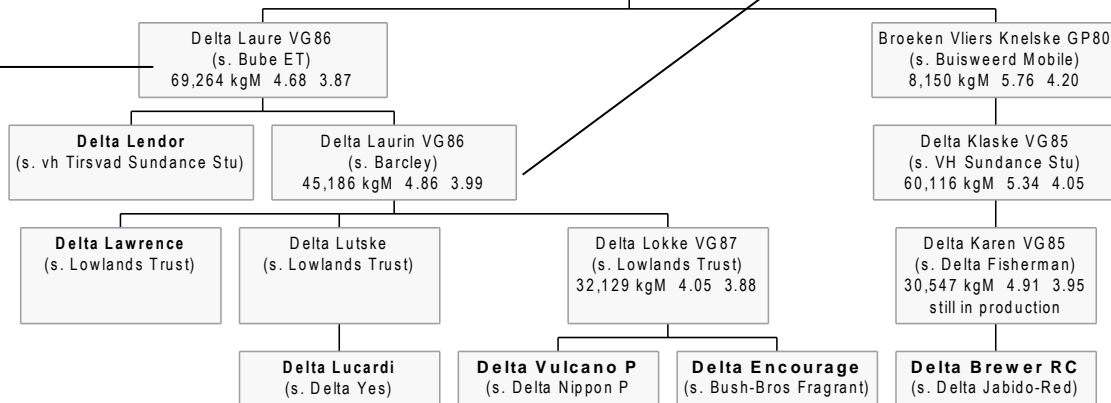 Delta Laure VG86
(s. Bube ET)
69,264 kgM 4.68 3.87
Broeken Vliers Knelske GP80
(s. Buisweerd Mobile)
8,150 kgM 5.76 4.20
Delta Lendor
(s. vh Tirsvad Sundance Stu)
Delta Laurin VG86
(s. Barcley)
45,186 kgM 4.86 3.99
Delta Klaske VG85
(s. VH Sundance Stu)
60,116 kgM 5.34 4.05
Delta Lawrence
(s. Lowlands Trust)
Delta Lutske
(s. Lowlands Trust)
Delta Lokke VG87
(s. Lowlands Trust)
32,129 kgM 4.05 3.88
Delta Karen VG85
(s. Delta Fisherman)
30,547 kgM 4.91 3.95
still in production
Delta Lucardi
(s. Delta Yes)
Delta Vulcano P
(s. Delta Nippon P
Delta Encourage
(s. Bush-Bros Fragrant)
Delta Brewer RC
(s. Delta Jabido-Red)